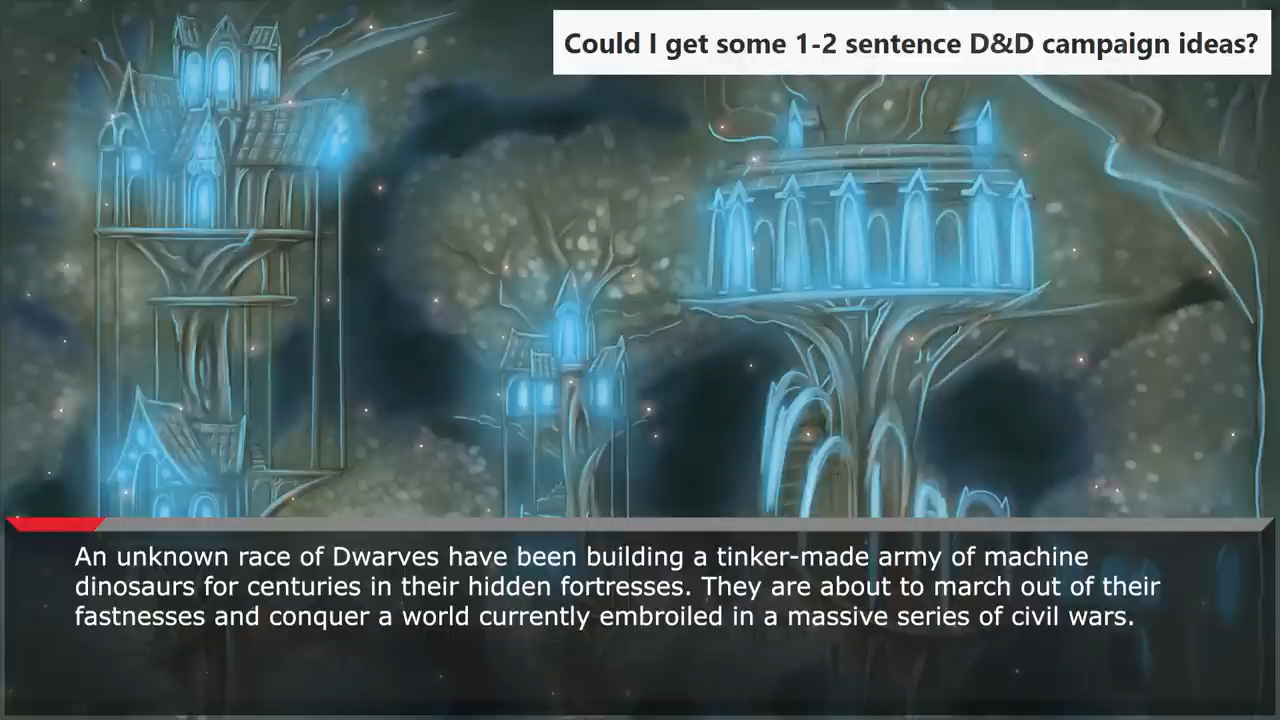 Could I get some 1-2 sentence D&D campaign ideas?
An unknown race of Dwarves have been building a tinker-made army of machine
dinosaurs for centuries in their hidden fortresses. They are about to march out of their
fastnesses and conquer a world currently embroiled in a massive series of civil wars.